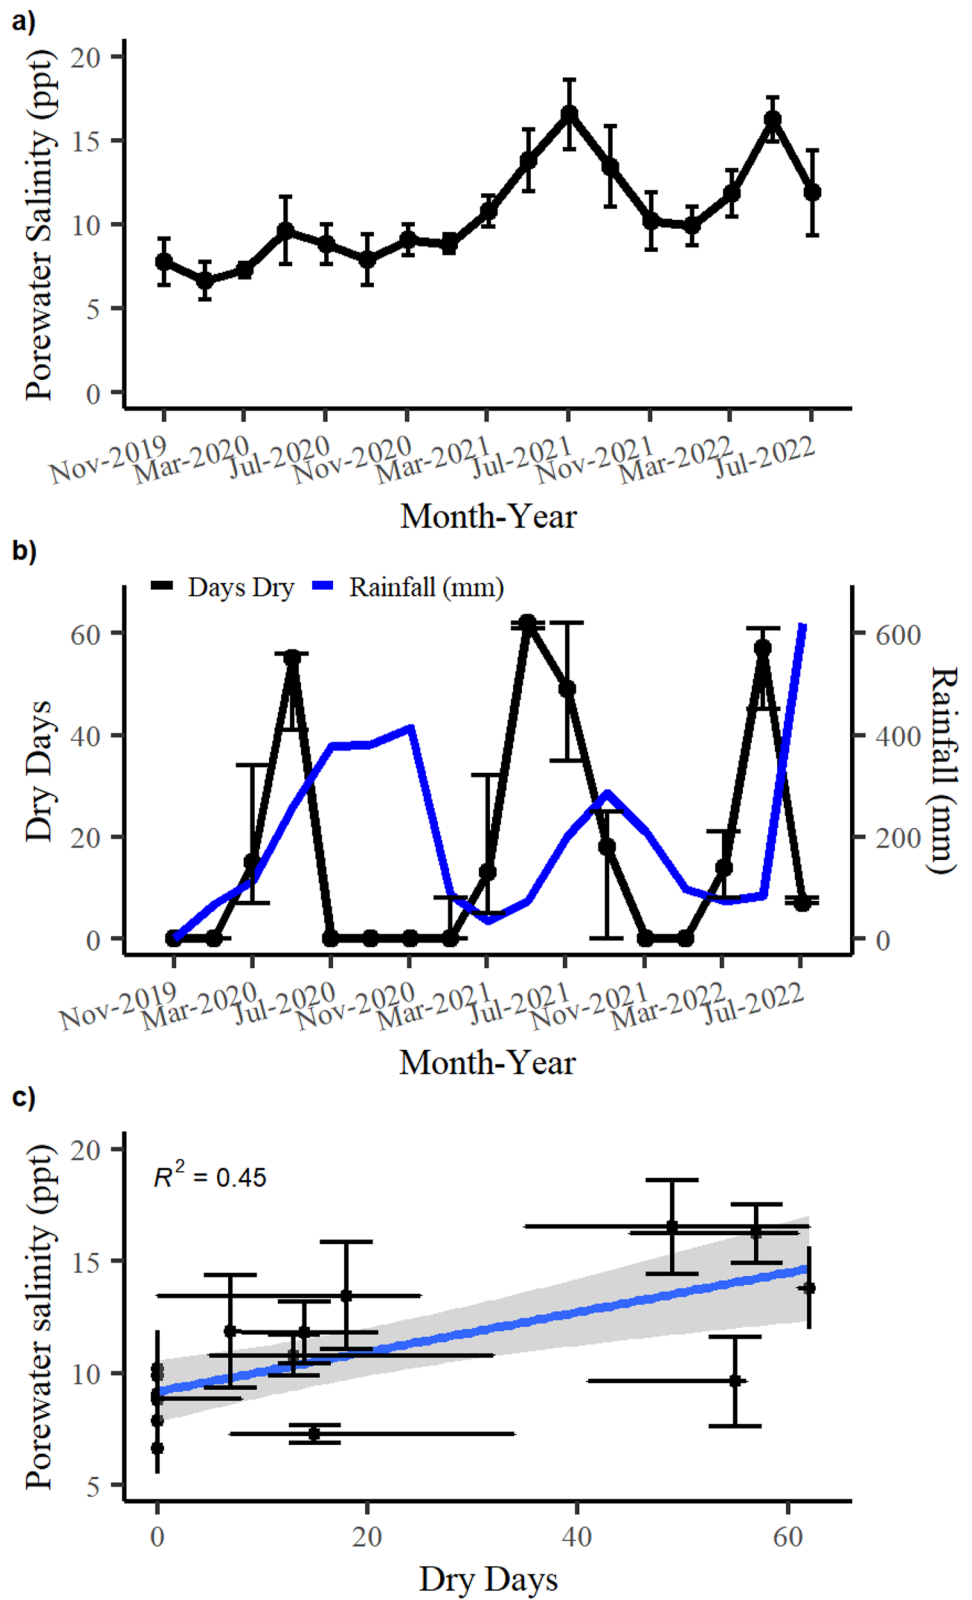 a)
Porewater Salinity (ppt)
20
15
10
5
0
Nov-2019 Mar-2020 Jul-2020 Nov-2020 Mar-2021 Jul-2021 Nov-2021 Mar-2022 Jul-2022
Month-Year
b)
Days Dry Rainfall (mm)
Dry Days
60
40
20
0
600
400
200
0
Rainfall (mm)
Nov-2019 Mar-2020 Jul-2020 Nov-2020 Mar-2021 Jul-2021 Nov-2021 Mar-2022 Jul-2022
Month-Year
c)
Porewater salinity (ppt)
20
15
10
5
R² = 0.45
0 20 40 60
Dry Days